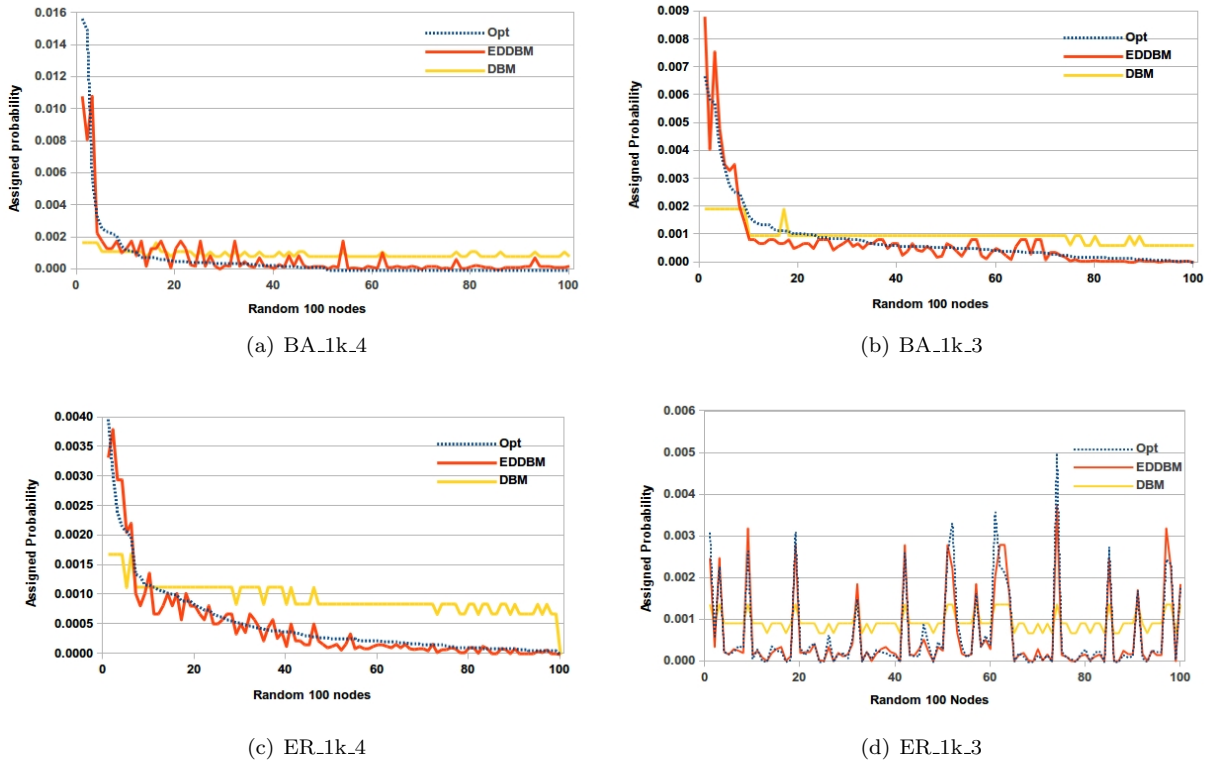 0.016
0.014
0.012
0.010
0.008
0.006
0.004
0.002
0.000
Assigned probability
0 20 40 60 80 100
Random 100 nodes
Opt
EDDBM
DBM
(a) BA_1k_4
0.009
0.008
0.007
0.006
0.005
0.004
0.003
0.002
0.001
0.000
Assigned Probability
0 20 40 60 80 100
Random 100 nodes
Opt
EDDBM
DBM
(b) BA_1k_3
0.0040
0.0035
0.0030
0.0025
0.0020
0.0015
0.0010
0.0005
0.0000
Assigned Probability
0 20 40 60 80 100
Random 100 nodes
Opt
EDDBM
DBM
(c) ER_1k_4
0.006
0.005
0.004
0.003
0.002
0.001
0.000
Assigned Probability
0 20 40 60 80 100
Random 100 Nodes
Opt
EDDBM
DBM
(d) ER_1k_3